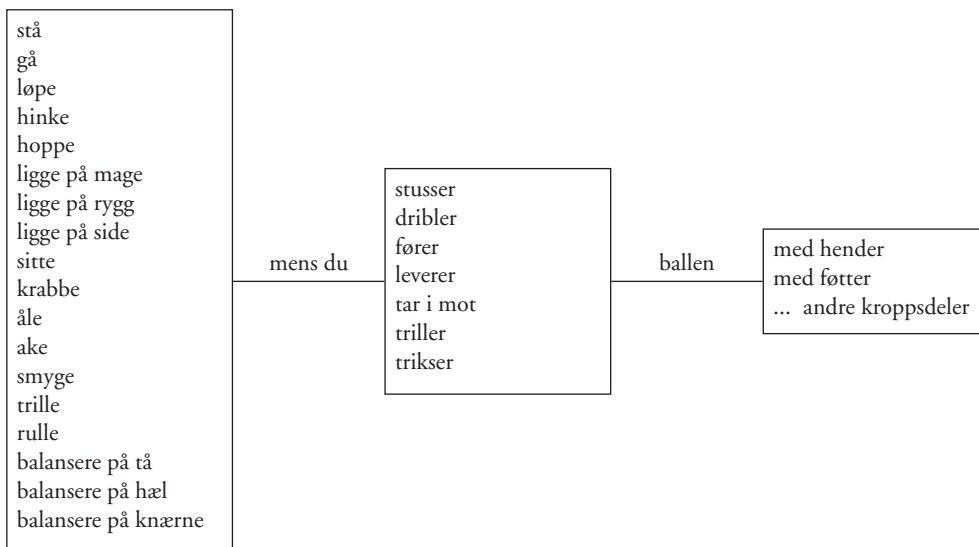 stå
gå
løpe
hinke
hoppe
ligge på mage
ligge på rygg
ligge på side
sitte
krabbe
åle
ake
smyge
trille
rulle
balansere på tå
balansere på hæl
balansere på knærne
mens du
stusser
dribler
fører
leverer
tar i mot
triller
trikser
ballen
med hender
med føtter
... andre kroppsdeler